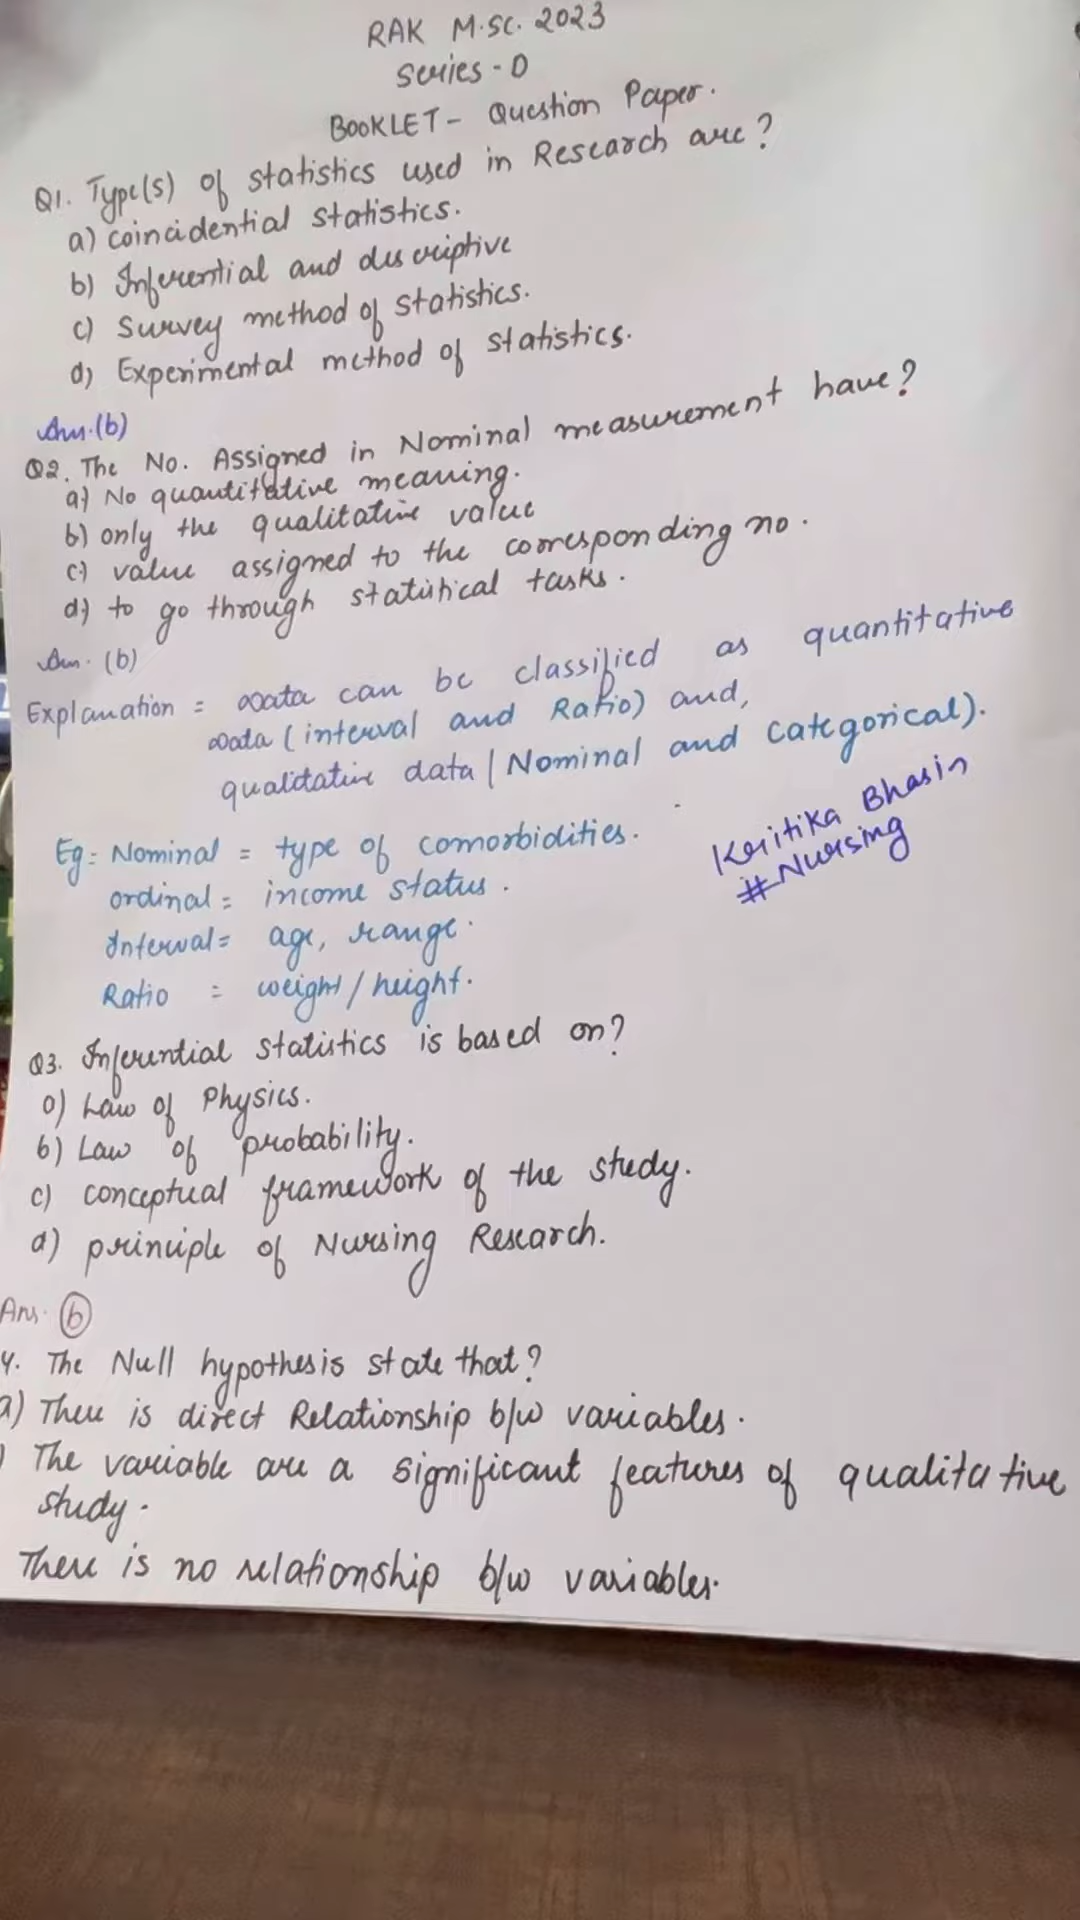 RAK M.SC. 2023
Series - D
BOOKLET - Question Paper.
Q1. Type(s) of statistics used in Research are?
a) coincidential statistics.
b) Inferential and descriptive
c) Survey method of statistics.
d) Experimental method of statistics.
Ans.(b)
Q2. The No. Assigned in Nominal measurement have?
a) No quantitative meaning.
b) only the qualitative value
c) value assigned to the corresponding no.
d) to go through statistical tasks.
Ans. (b)
Explanation = Data can be classified as quantitative
Data (interval and Ratio) and,
qualitative data (Nominal and Categorical).
Eg = Nominal = type of comorbidities.
ordinal = income status.
Interval = age, range.
Ratio = weight/height.
Kritika Bhasin
#Nursing
Q3. Inferential statistics is based on?
a) Law of Physics.
b) Law of probability.
c) conceptual framework of the study.
d) principle of Nursing Research.
Ans. (b)
4. The Null hypothesis state that?
a) There is direct Relationship b/w variables.
) The variable are a significant features of qualitative
study.
There is no relationship b/w variables.